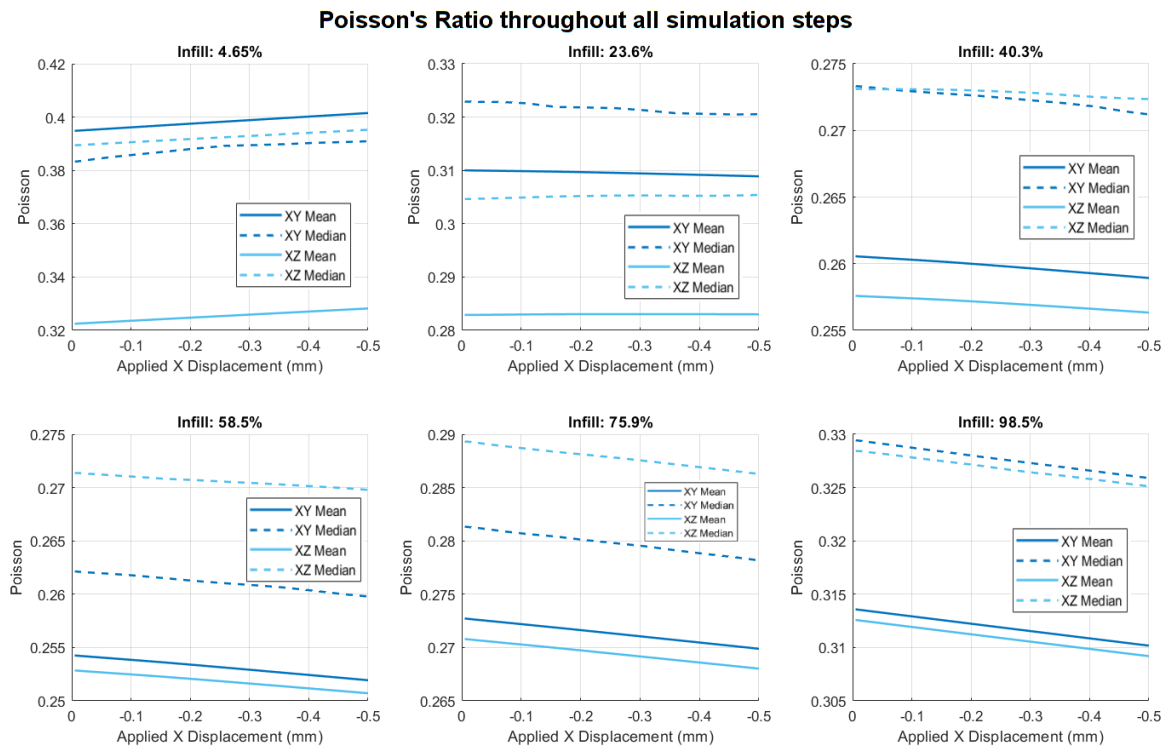 Poisson's Ratio throughout all simulation steps
Infill: 4.65%
0.42
0.4
0.38
0.36
0.34
0.32
Poisson
XY Mean
XY Median
XZ Mean
XZ Median
0 -0.1 -0.2 -0.3 -0.4 -0.5
Applied X Displacement (mm)
Infill: 23.6%
0.33
0.32
0.31
0.3
0.29
0.28
Poisson
XY Mean
XY Median
XZ Mean
XZ Median
0 -0.1 -0.2 -0.3 -0.4 -0.5
Applied X Displacement (mm)
Infill: 40.3%
0.275
0.27
0.265
0.26
0.255
Poisson
XY Mean
XY Median
XZ Mean
XZ Median
0 -0.1 -0.2 -0.3 -0.4 -0.5
Applied X Displacement (mm)
Infill: 58.5%
0.275
0.27
0.265
0.26
0.255
0.25
Poisson
XY Mean
XY Median
XZ Mean
XZ Median
0 -0.1 -0.2 -0.3 -0.4 -0.5
Applied X Displacement (mm)
Infill: 75.9%
0.29
0.285
0.28
0.275
0.27
0.265
Poisson
XY Mean
XY Median
XZ Mean
XZ Median
0 -0.1 -0.2 -0.3 -0.4 -0.5
Applied X Displacement (mm)
Infill: 98.5%
0.33
0.325
0.32
0.315
0.31
0.305
Poisson
XY Mean
XY Median
XZ Mean
XZ Median
0 -0.1 -0.2 -0.3 -0.4 -0.5
Applied X Displacement (mm)